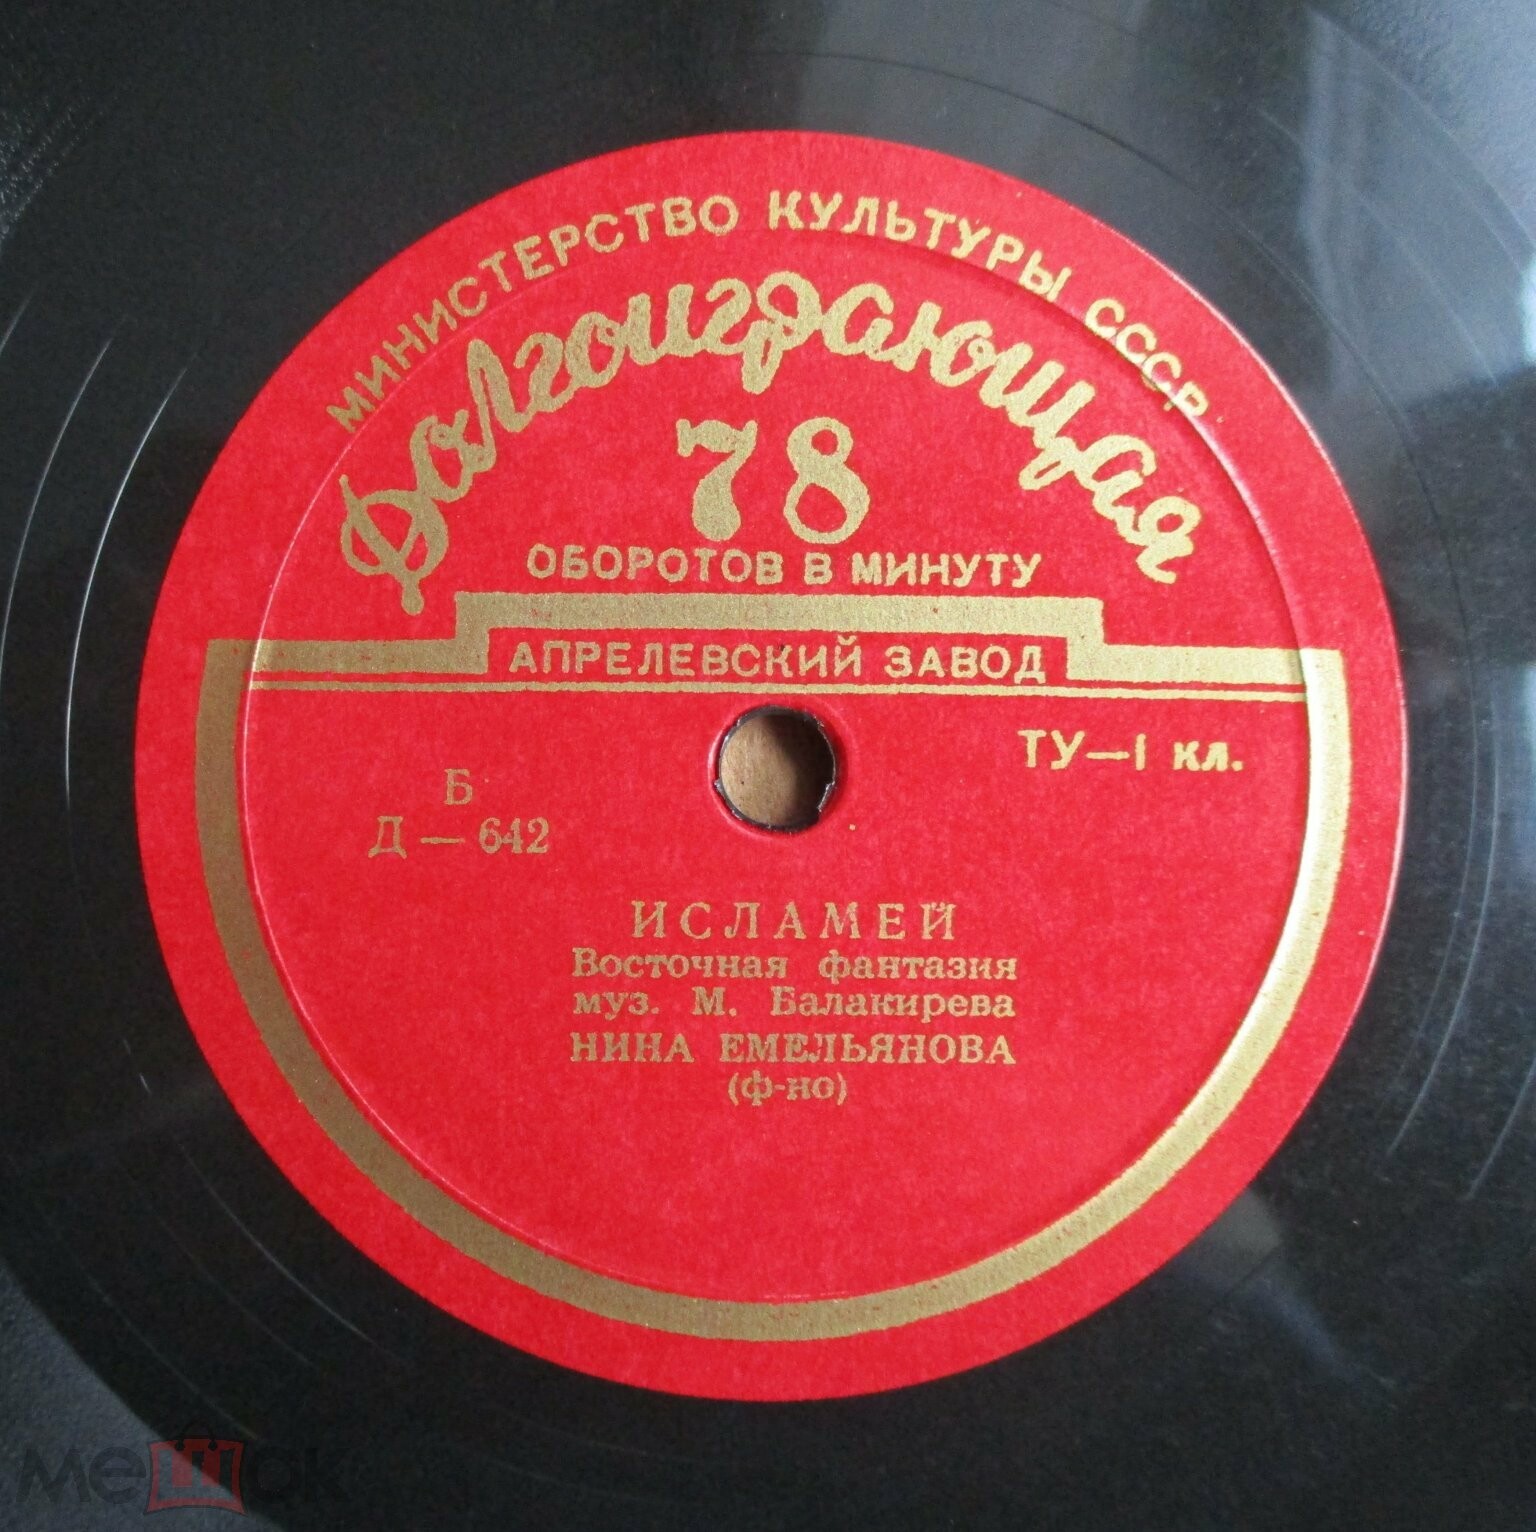 МИНИСТЕРСТВО КУЛЬТУРЫ СССР
Долгоиграющая
78
ОБОРОТОВ В МИНУТУ
АПРЕЛЕВСКИЙ ЗАВОД
ТУ—I кл.
Б
Д — 642
ИСЛАМЕЙ
Восточная фантазия
муз. М. Балакирева
НИНА ЕМЕЛЬЯНОВА
(ф-но)
мешок